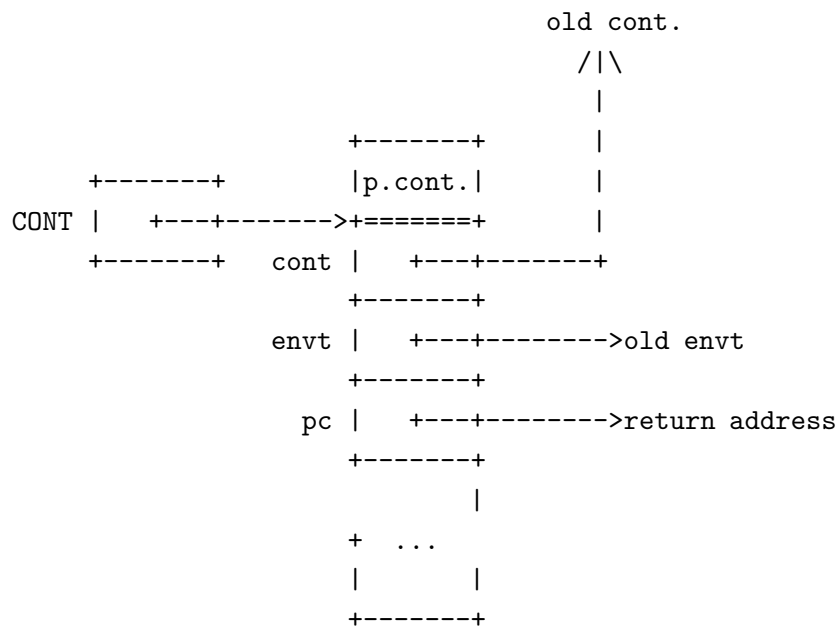 old cont.
/|\
|
+-------+ |
+-------+ |p.cont.| |
CONT | +---+------->+=======+ |
+-------+ cont | +---+-------+
+-------+
envt | +---+-------->old envt
+-------+
pc | +---+-------->return address
+-------+
|
+ ...
| |
+-------+